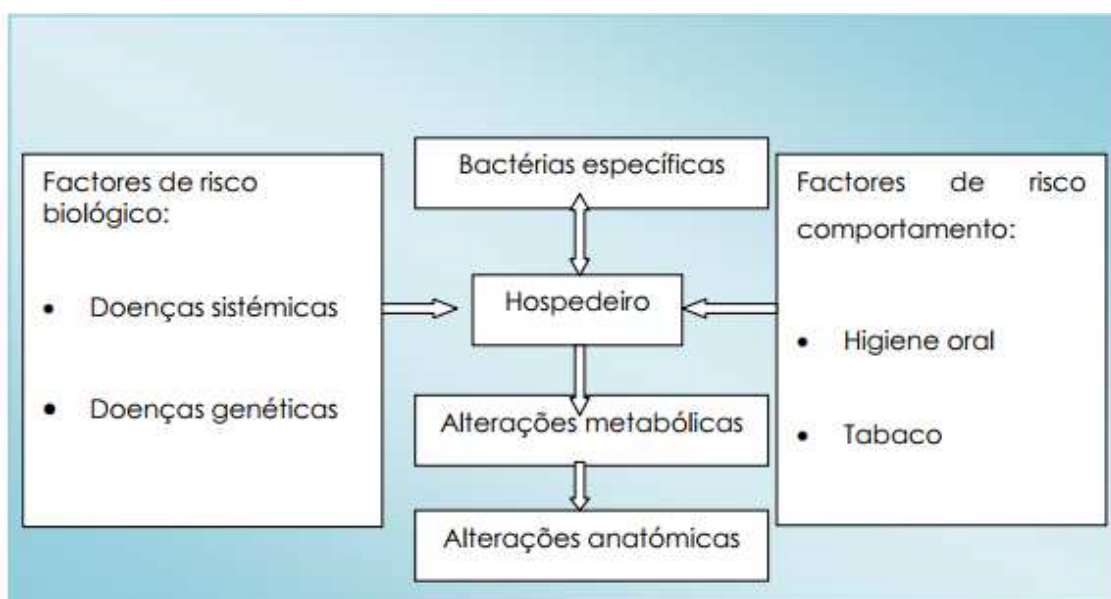 Factores de risco
biológico:
• Doenças sistémicas
• Doenças genéticas
Bactérias específicas
Hospedeiro
Alterações metabólicas
Alterações anatómicas
Factores de risco
comportamento:
• Higiene oral
• Tabaco